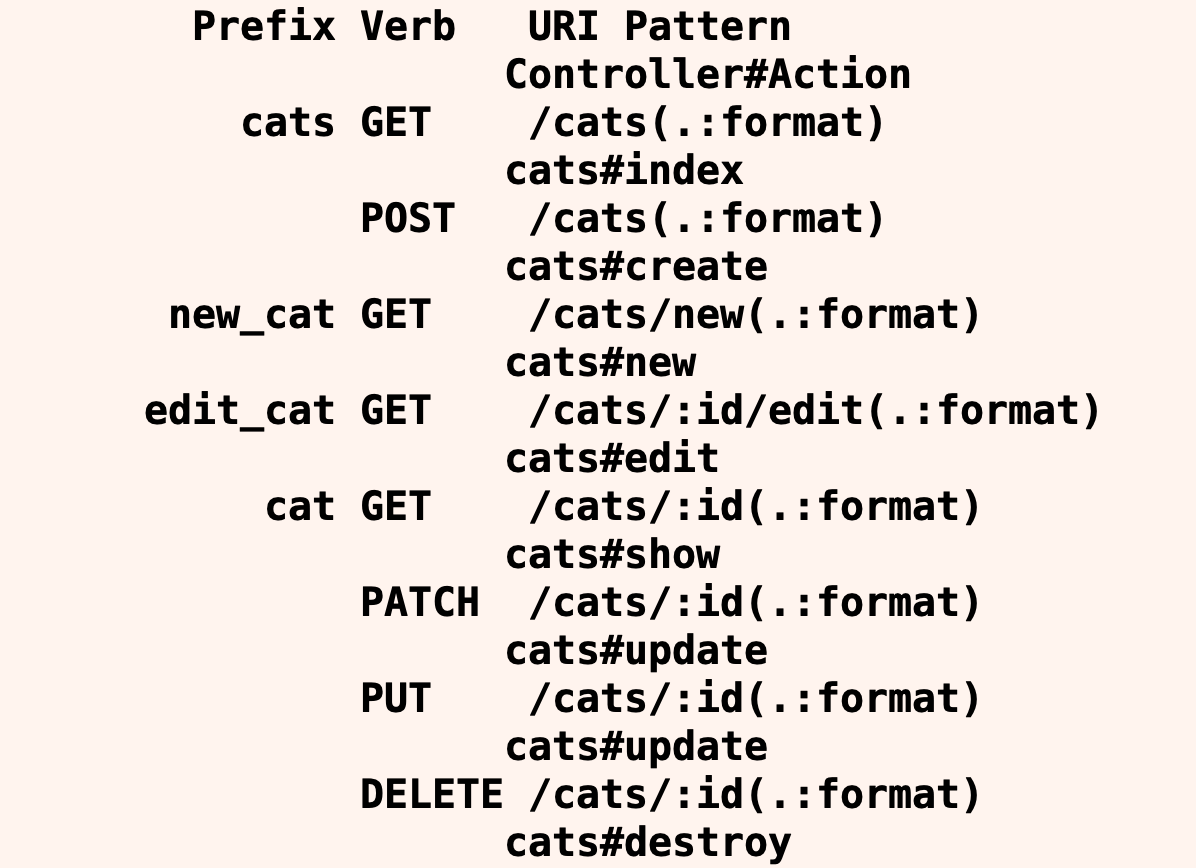 Prefix Verb   URI Pattern
Controller#Action
cats GET    /cats(.:format)
cats#index
POST   /cats(.:format)
cats#create
new_cat GET    /cats/new(.:format)
cats#new
edit_cat GET    /cats/:id/edit(.:format)
cats#edit
cat GET    /cats/:id(.:format)
cats#show
PATCH  /cats/:id(.:format)
cats#update
PUT    /cats/:id(.:format)
cats#update
DELETE /cats/:id(.:format)
cats#destroy